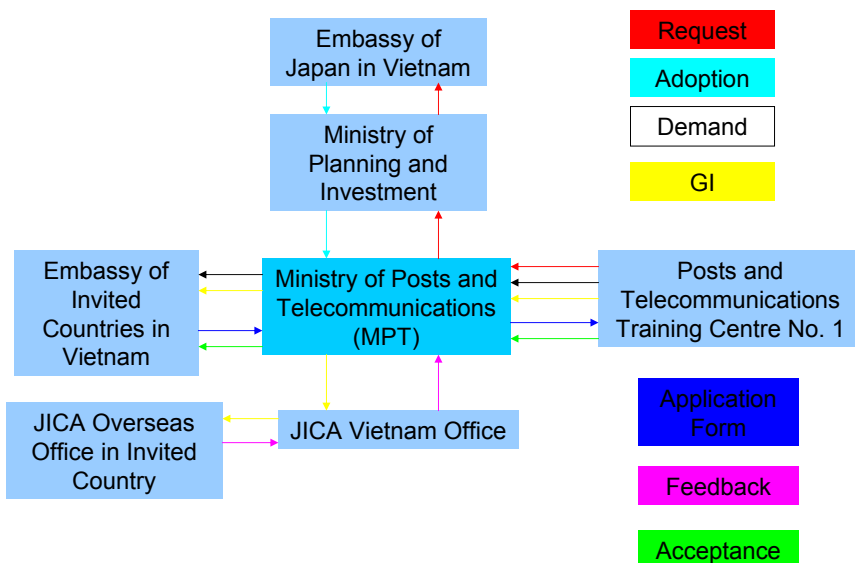 Embassy of
Japan in Vietnam
Request
Adoption
Demand
GI
Ministry of
Planning and
Investment
Embassy of
Invited
Countries in
Vietnam
Ministry of Posts and
Telecommunications
(MPT)
Posts and
Telecommunications
Training Centre No. 1
JICA Overseas
Office in Invited
Country
JICA Vietnam Office
Application
Form
Feedback
Acceptance